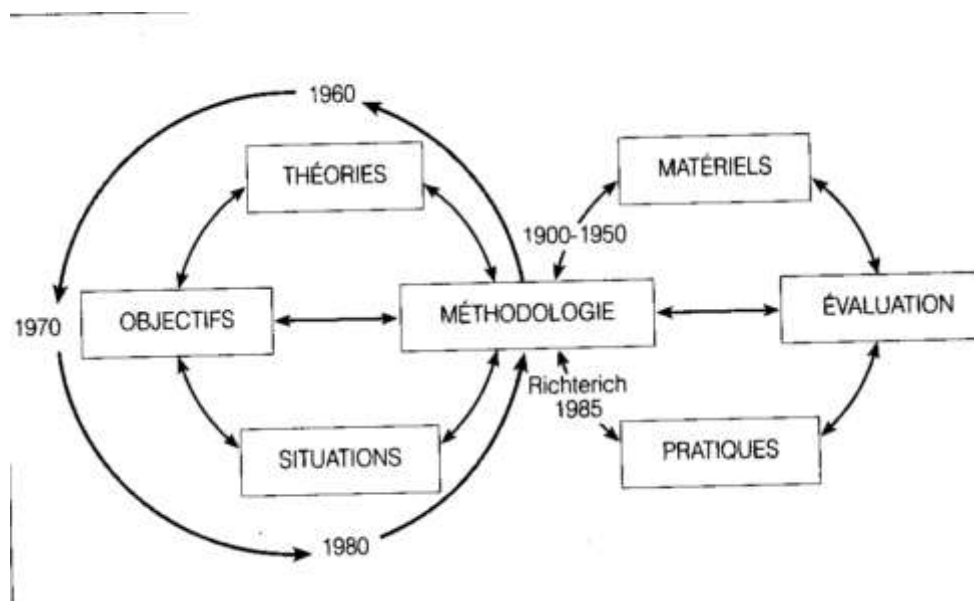 1960
THÉORIES
MATÉRIELS
1900-1950
1970
OBJECTIFS
MÉTHODOLOGIE
ÉVALUATION
Richterich
1985
SITUATIONS
PRATIQUES
1980